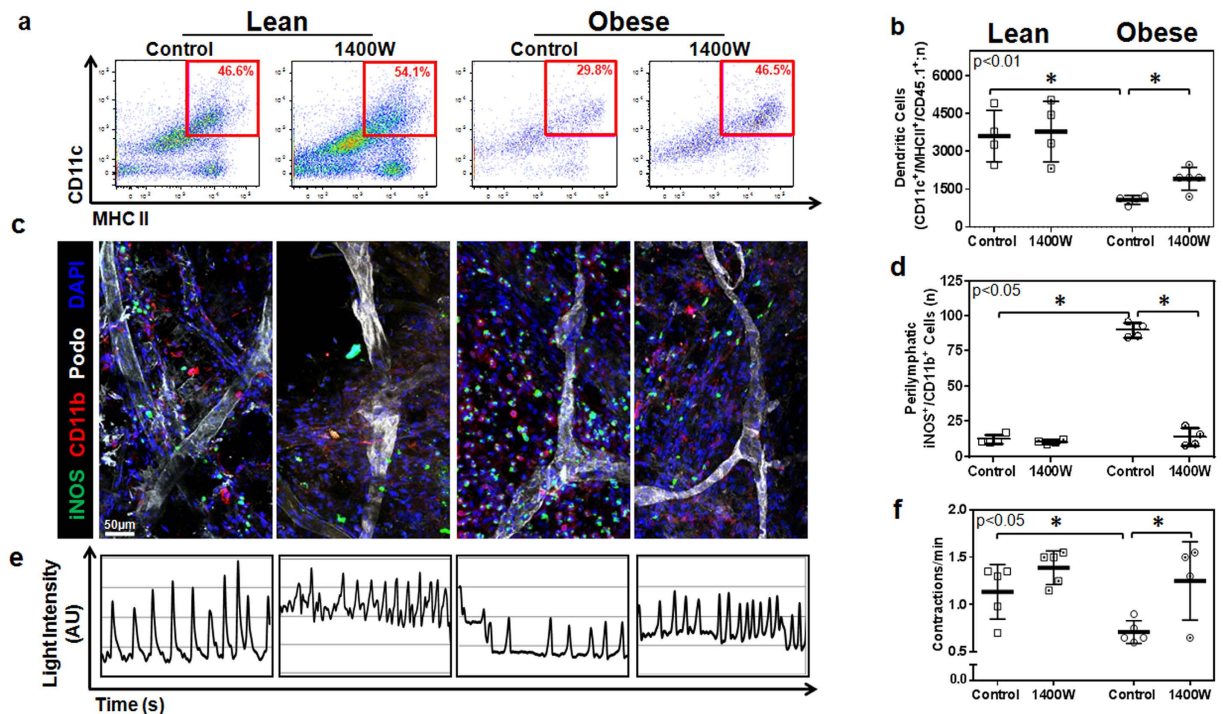 a
Lean
Obese
Control
1400W
Control
1400W
46.6%
54.1%
29.8%
46.5%
CD11c
MHC II
b
Lean
Obese
Dendritic Cells
(CD11c⁺/MHCII⁺/CD45.1⁺;n)
p<0.01
*
*
6000
4500
3000
1500
0
Control
1400W
Control
1400W
c
iNOS CD11b Podo DAPI
50µm
d
Perilymphatic
iNOS⁺/CD11b⁺ Cells (n)
p<0.05
*
*
125
100
75
50
25
0
Control
1400W
Control
1400W
e
Light Intensity
(AU)
Time (s)
f
Contractions/min
p<0.05
*
*
2.0
1.5
1.0
0.5
0.0
Control
1400W
Control
1400W